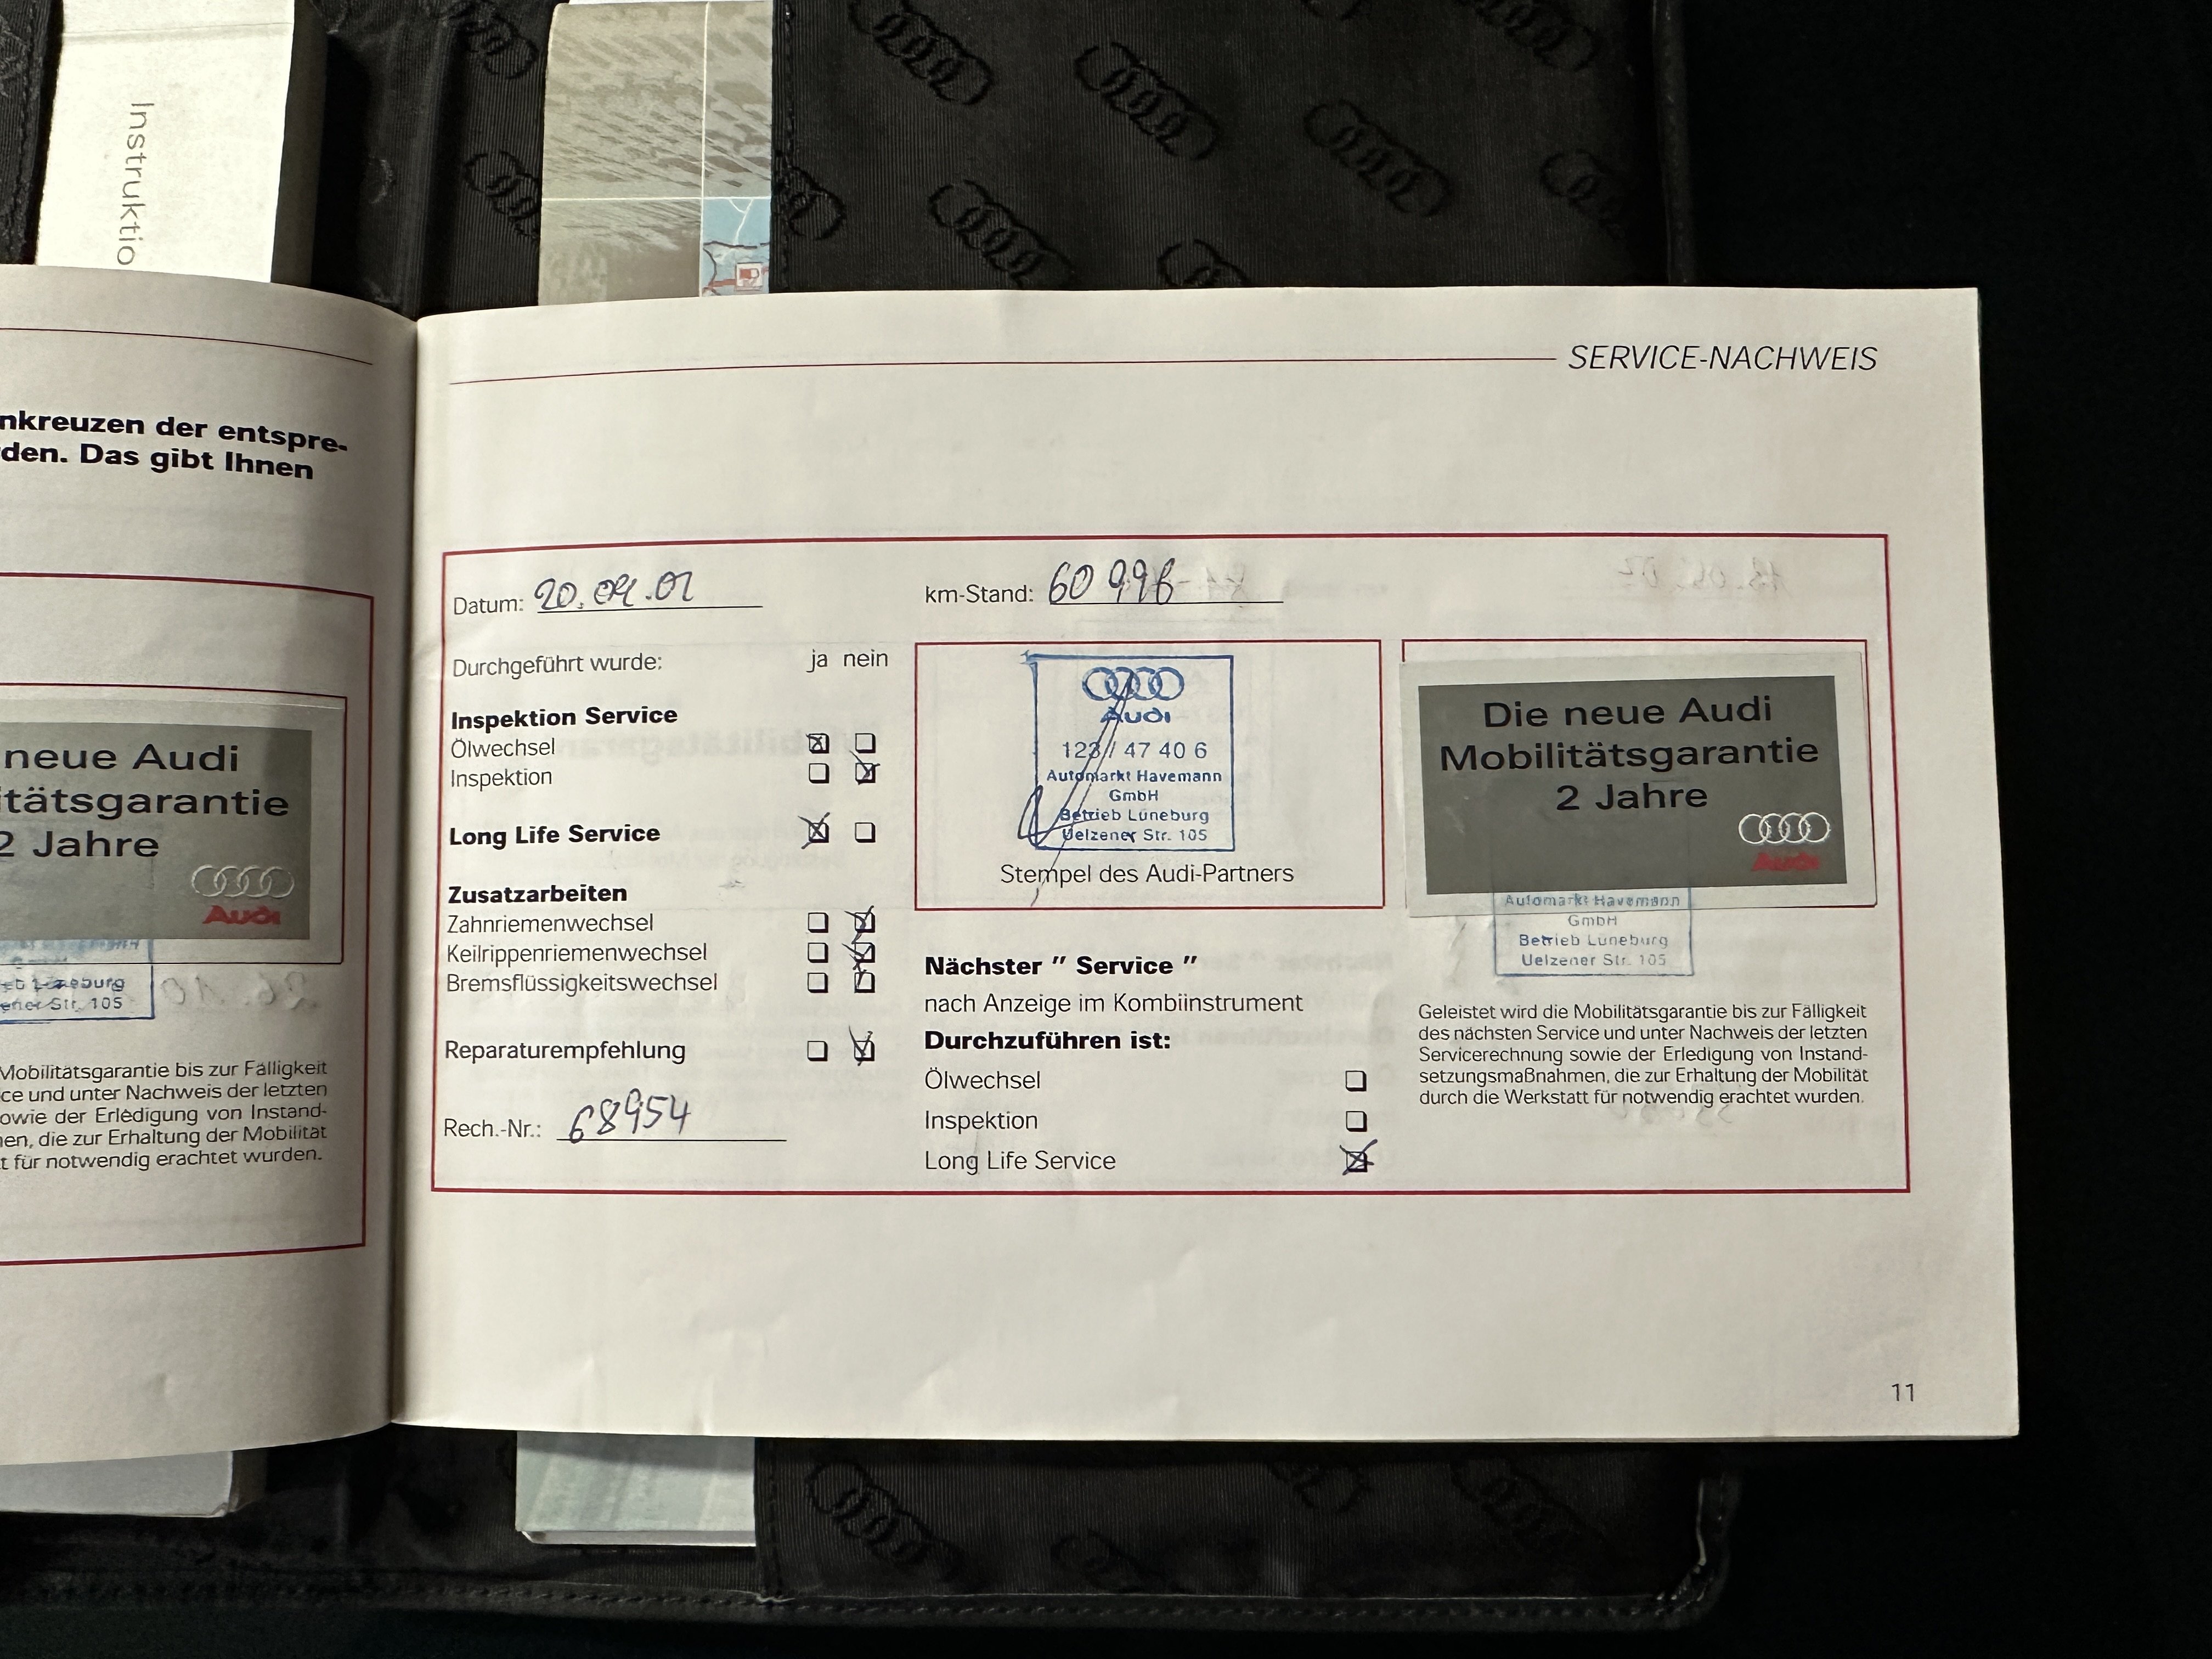 Instruktio
nkreuzen der entspre-
den. Das gibt Ihnen
neue Audi
itätsgarantie
2 Jahre
Audi
eb Lüneburg
ener Str. 105
Mobilitätsgarantie bis zur Fälligkeit
ce und unter Nachweis der letzten
owie der Erledigung von Instand-
en, die zur Erhaltung der Mobilität
t für notwendig erachtet wurden.
SERVICE-NACHWEIS
Datum: 20.04.01
km-Stand: 60 996
Durchgeführt wurde: ja nein
Inspektion Service
Ölwechsel
Inspektion
Long Life Service
Zusatzarbeiten
Zahnriemenwechsel
Keilrippenriemenwechsel
Bremsflüssigkeitswechsel
Reparaturempfehlung
Rech.-Nr.: 68954
Audi
123 / 47 40 6
Automarkt Havemann
GmbH
Betrieb Lüneburg
Uelzener Str. 105
Stempel des Audi-Partners
Nächster " Service "
nach Anzeige im Kombiinstrument
Durchzuführen ist:
Ölwechsel
Inspektion
Long Life Service
Die neue Audi
Mobilitätsgarantie
2 Jahre
Audi
Automarkt Havemann
GmbH
Betrieb Lüneburg
Uelzener Str. 105
Geleistet wird die Mobilitätsgarantie bis zur Fälligkeit
des nächsten Service und unter Nachweis der letzten
Servicerechnung sowie der Erledigung von Instand-
setzungsmaßnahmen, die zur Erhaltung der Mobilität
durch die Werkstatt für notwendig erachtet wurden.
11